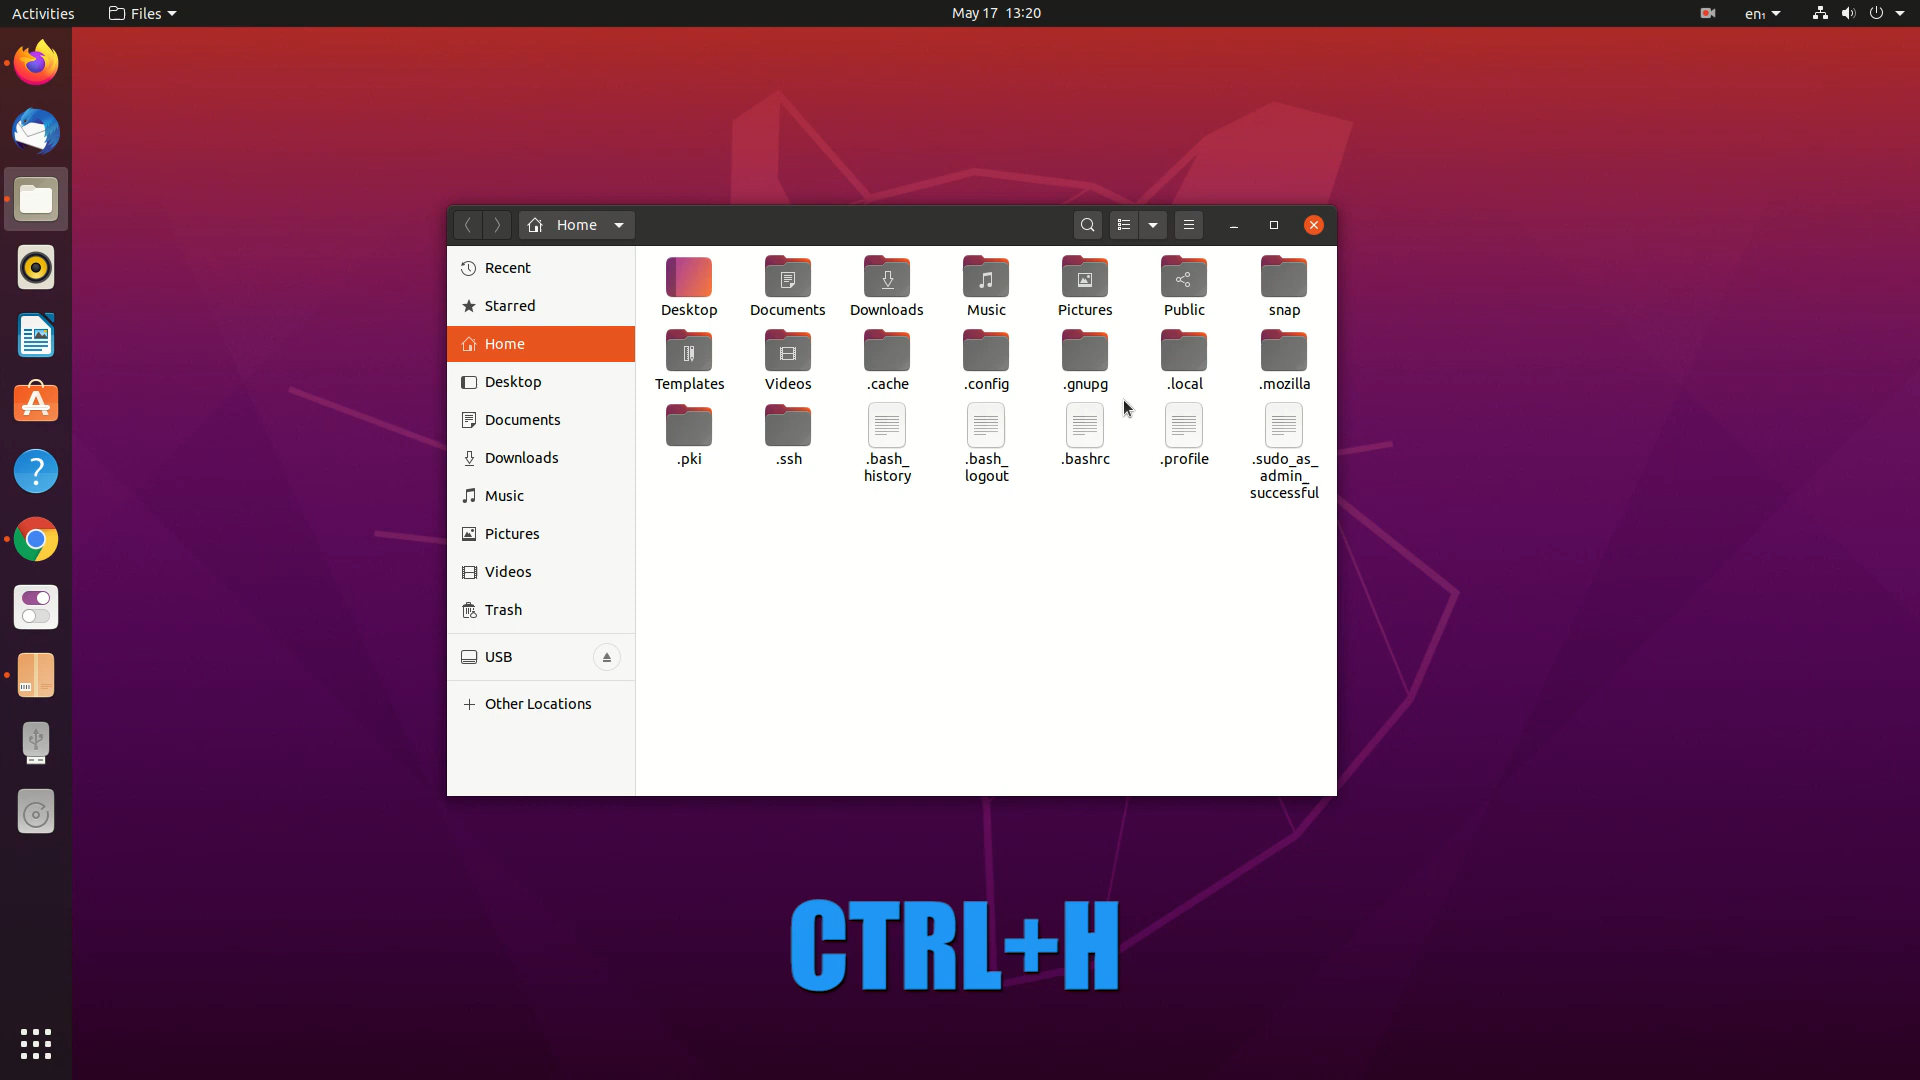 Activities
Files
May 17 13:20
en₁
Home
Recent
Starred
Home
Desktop
Documents
Downloads
Music
Pictures
Videos
Trash
USB
Other Locations
Desktop Documents Downloads Music Pictures Public snap
Templates Videos .cache .config .gnupg .local .mozilla
.pki .ssh .bash_ .bash_ .bashrc .profile .sudo_as_
history logout admin_
successful
CTRL+H